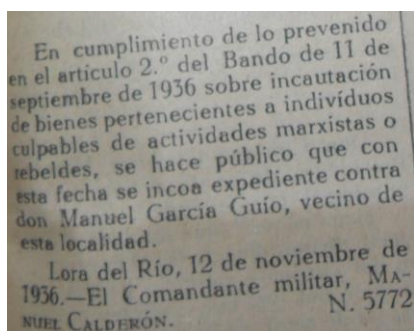 En cumplimiento de lo prevenido
en el artículo 2.º del Bando de 11 de
septiembre de 1936 sobre incautación
de bienes pertenecientes a indivíduos
culpables de actividades marxistas o
rebeldes, se hace público que con
esta fecha se incoa expediente contra
don Manuel García Guío, vecino de
esta localidad.
Lora del Río, 12 de noviembre de
1936.—El Comandante militar, MA-
NUEL CALDERÓN. N. 5772